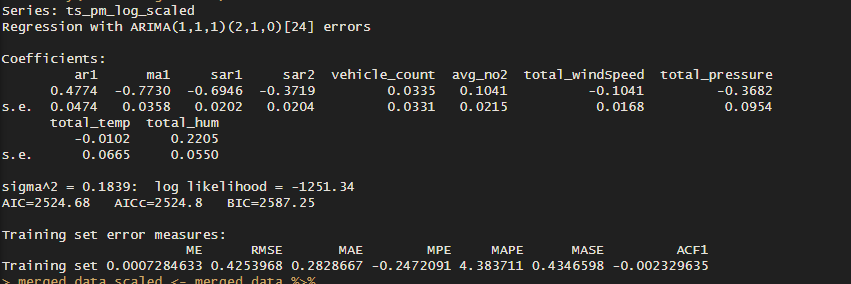 Series: ts_pm_log_scaled
Regression with ARIMA(1,1,1)(2,1,0)[24] errors
Coefficients:
ar1 ma1 sar1 sar2 vehicle_count avg_no2 total_windSpeed total_pressure
0.4774 -0.7730 -0.6946 -0.3719 0.0335 0.1041 -0.1041 -0.3682
s.e. 0.0474 0.0358 0.0202 0.0204 0.0331 0.0215 0.0168 0.0954
total_temp total_hum
-0.0102 0.2205
s.e. 0.0665 0.0550
sigma^2 = 0.1839: log likelihood = -1251.34
AIC=2524.68 AICc=2524.8 BIC=2587.25
Training set error measures:
ME RMSE MAE MPE MAPE MASE ACF1
Training set 0.0007284633 0.4253968 0.2828667 -0.2472091 4.383711 0.4346598 -0.002329635
> merged_data_scaled <- merged_data %>%